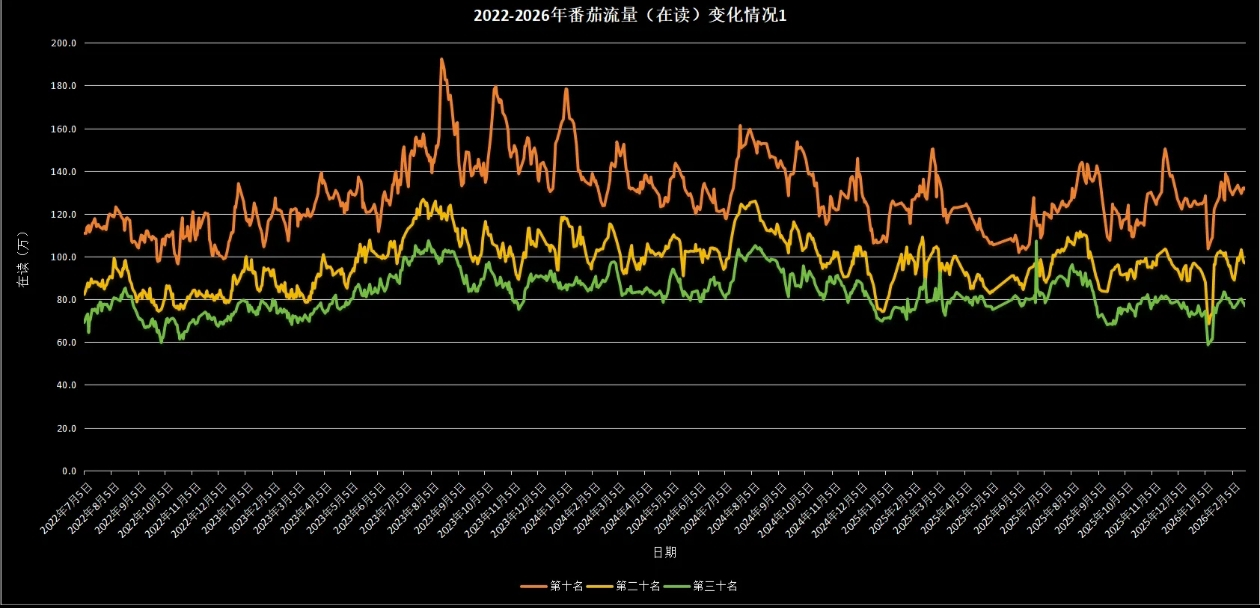 2022-2026年番茄流量（在读）变化情况1
200.0
180.0
160.0
140.0
120.0
100.0
80.0
60.0
40.0
20.0
0.0
在读（万）
2022年7月5日
2022年8月5日
2022年9月5日
2022年10月5日
2022年11月5日
2022年12月5日
2023年1月5日
2023年2月5日
2023年3月5日
2023年4月5日
2023年5月5日
2023年6月5日
2023年7月5日
2023年8月5日
2023年9月5日
2023年10月5日
2023年11月5日
2023年12月5日
2024年1月5日
2024年2月5日
2024年3月5日
2024年4月5日
2024年5月5日
2024年6月5日
2024年7月5日
2024年8月5日
2024年9月5日
2024年10月5日
2024年11月5日
2024年12月5日
2025年1月5日
2025年2月5日
2025年3月5日
2025年4月5日
2025年5月5日
2025年6月5日
2025年7月5日
2025年8月5日
2025年9月5日
2025年10月5日
2025年11月5日
2025年12月5日
2026年1月5日
2026年2月5日
日期
第十名 第二十名 第三十名